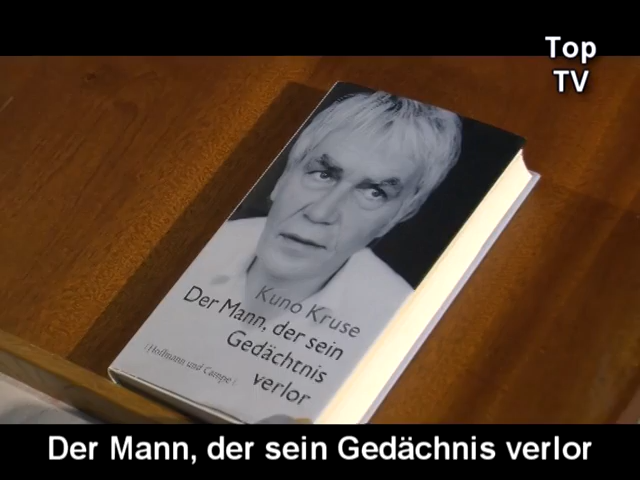 Top
TV
Kuno Kruse
Der Mann, der sein
Gedächtnis
verlor
| Hoffmann und Campe |
Der Mann, der sein Gedächnis verlor